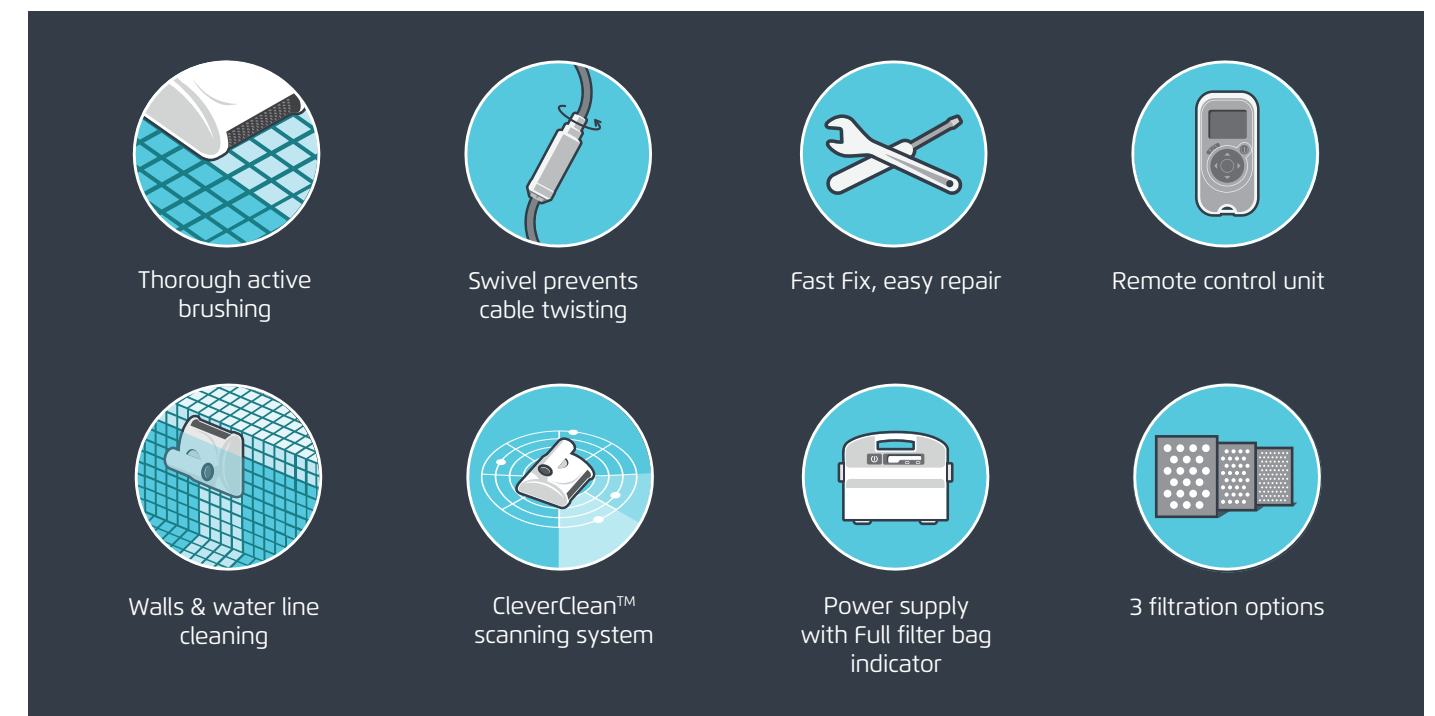 Thorough active
brushing
Swivel prevents
cable twisting
Fast Fix, easy repair
Remote control unit
Walls & water line
cleaning
CleverClean™
scanning system
Power supply
with Full filter bag
indicator
3 filtration options